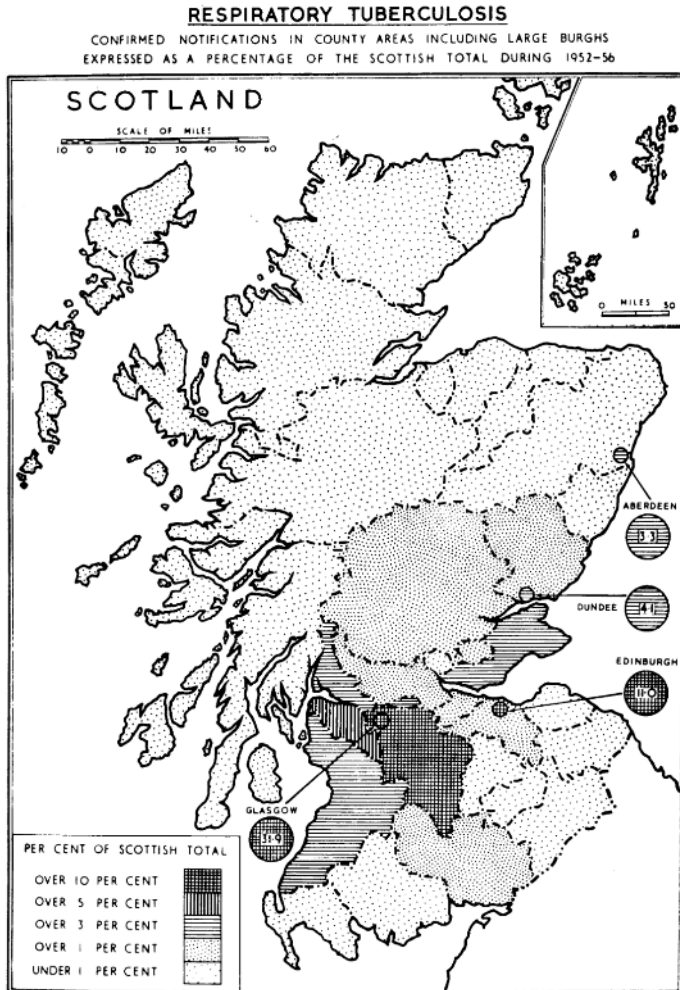 RESPIRATORY TUBERCULOSIS
CONFIRMED NOTIFICATIONS IN COUNTY AREAS INCLUDING LARGE BURGHS
EXPRESSED AS A PERCENTAGE OF THE SCOTTISH TOTAL DURING 1952-56
SCOTLAND
SCALE OF MILES
10 0 10 20 30 40 50 60
0 MILES 50
ABERDEEN
3·3
DUNDEE
4·1
EDINBURGH
11·0
GLASGOW
31·9
PER CENT OF SCOTTISH TOTAL
OVER 10 PER CENT
OVER 5 PER CENT
OVER 3 PER CENT
OVER 1 PER CENT
UNDER 1 PER CENT